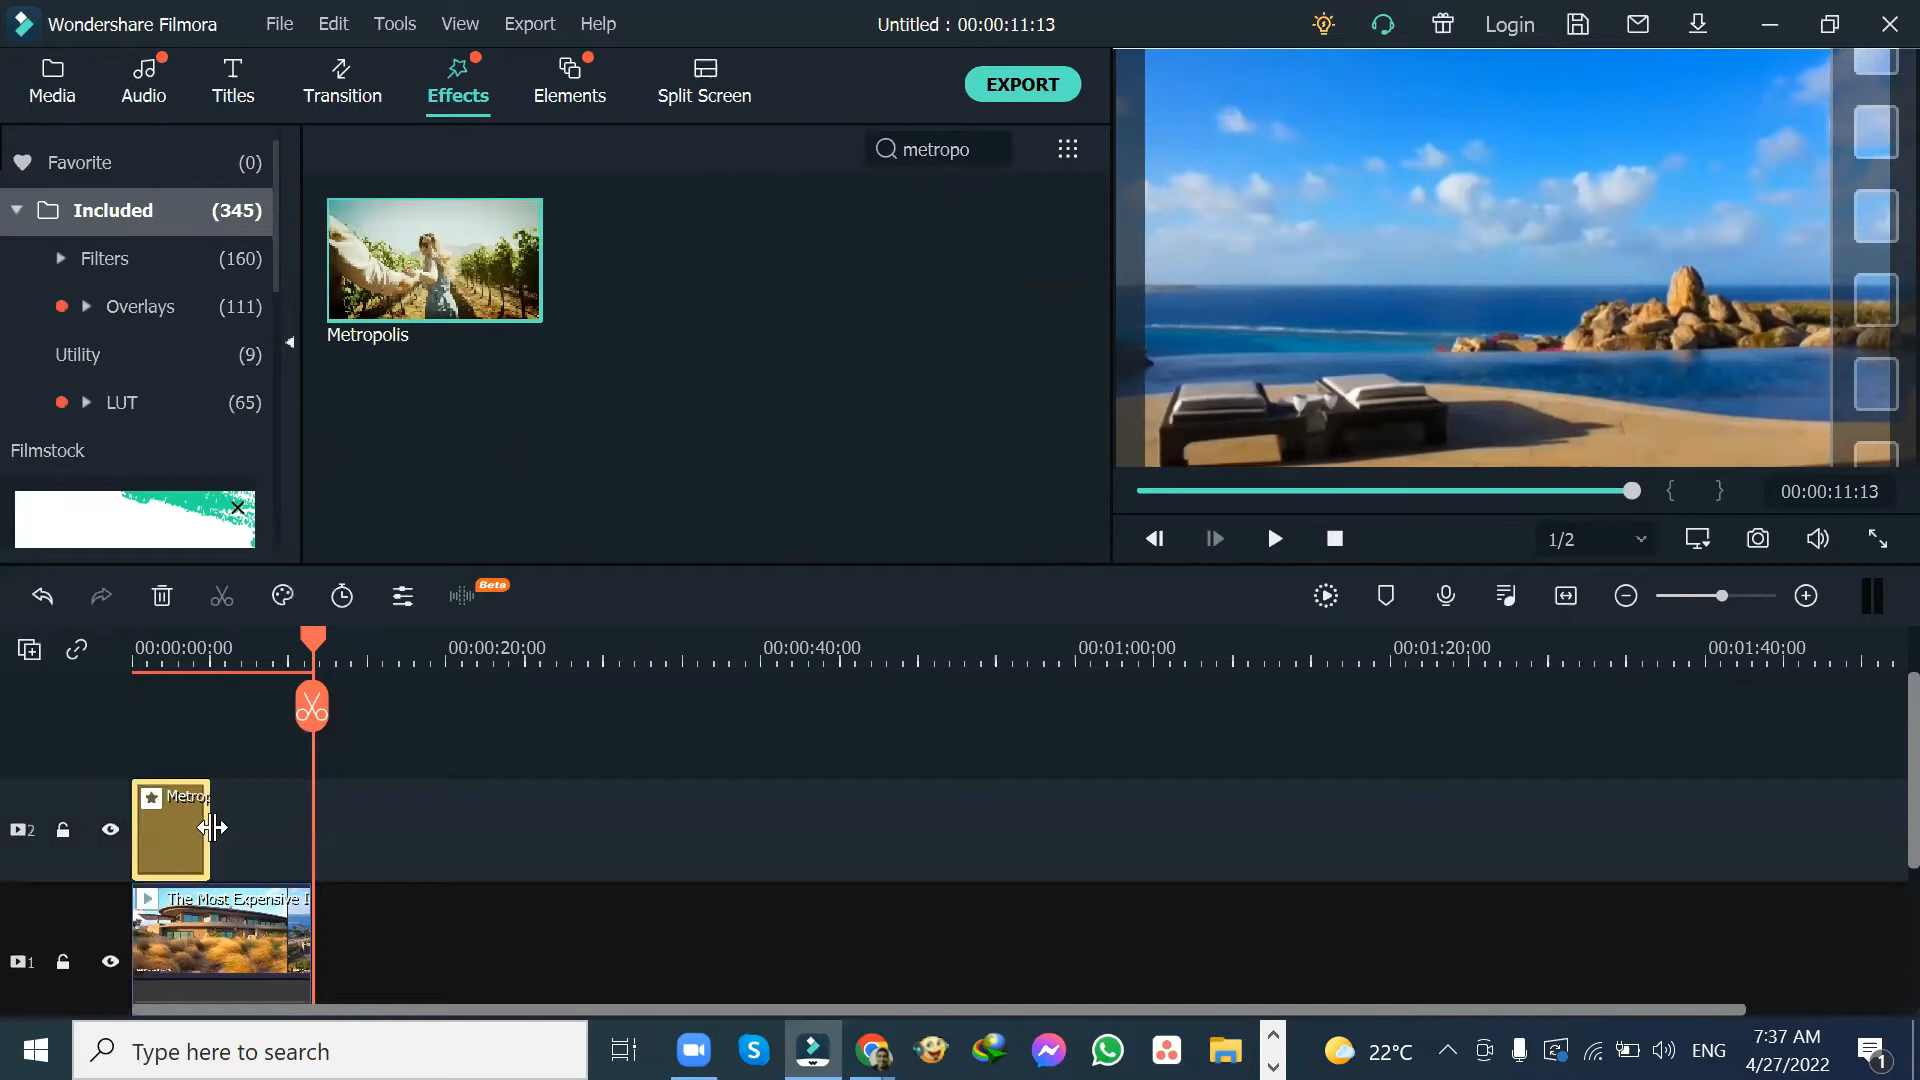 Wondershare Filmora
File
Edit
Tools
View
Export
Help
Untitled : 00:00:11:13
Login
Media
Audio
Titles
Transition
Effects
Elements
Split Screen
EXPORT
Favorite (0)
metropo
Included (345)
Filters (160)
Overlays (111)
Utility (9)
LUT (65)
Filmstock
Metropolis
00:00:11:13
1/2
Beta
00:00:00:00
00:00:20:00
00:00:40:00
00:01:00:00
00:01:20:00
00:01:40:00
Metrop
2
The Most Expensive I
1
Type here to search
22°C
ENG
7:37 AM
4/27/2022
1